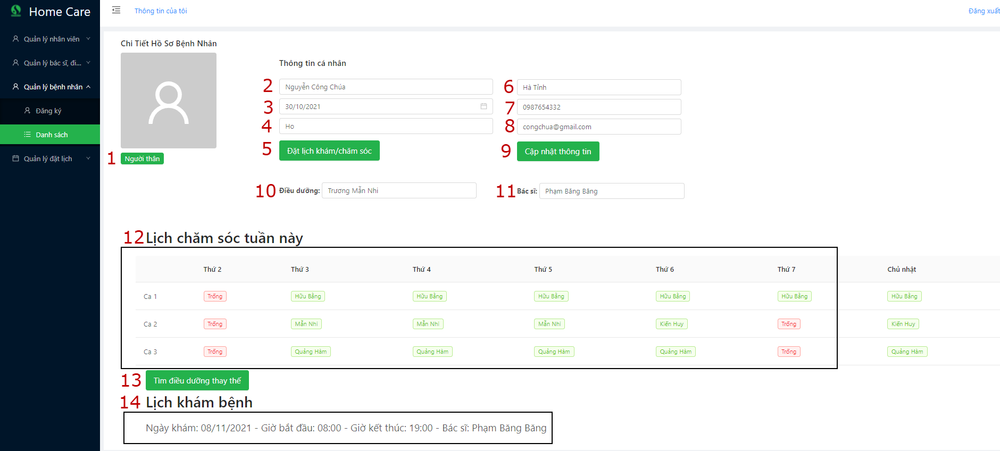 Home Care
Thông tin của tôi
Đăng xuất
Quản lý nhân viên
Quản lý bác sĩ, đi...
Quản lý bệnh nhân
Đăng ký
Danh sách
Quản lý đặt lịch
Chi Tiết Hồ Sơ Bệnh Nhân
1 Người thân
Thông tin cá nhân
2 Nguyễn Công Chúa
6 Hà Tỉnh
3 30/10/2021
7 0987654332
4 Ho
8 congchua@gmail.com
5 Đặt lịch khám/chăm sóc
9 Cập nhật thông tin
10 Điều dưỡng: Trương Mẫn Nhi
11 Bác sĩ: Phạm Băng Băng
12 Lịch chăm sóc tuần này
Thứ 2 Thứ 3 Thứ 4 Thứ 5 Thứ 6 Thứ 7 Chủ nhật
Ca 1 Trống Hữu Bằng Hữu Bằng Hữu Bằng Hữu Bằng Hữu Bằng Hữu Bằng
Ca 2 Trống Mẫn Nhi Mẫn Nhi Mẫn Nhi Kiến Huy Trống Kiến Huy
Ca 3 Trống Quảng Hàm Quảng Hàm Quảng Hàm Quảng Hàm Trống Quảng Hàm
13 Tìm điều dưỡng thay thế
14 Lịch khám bệnh
Ngày khám: 08/11/2021 - Giờ bắt đầu: 08:00 - Giờ kết thúc: 19:00 - Bác sĩ: Phạm Băng Băng